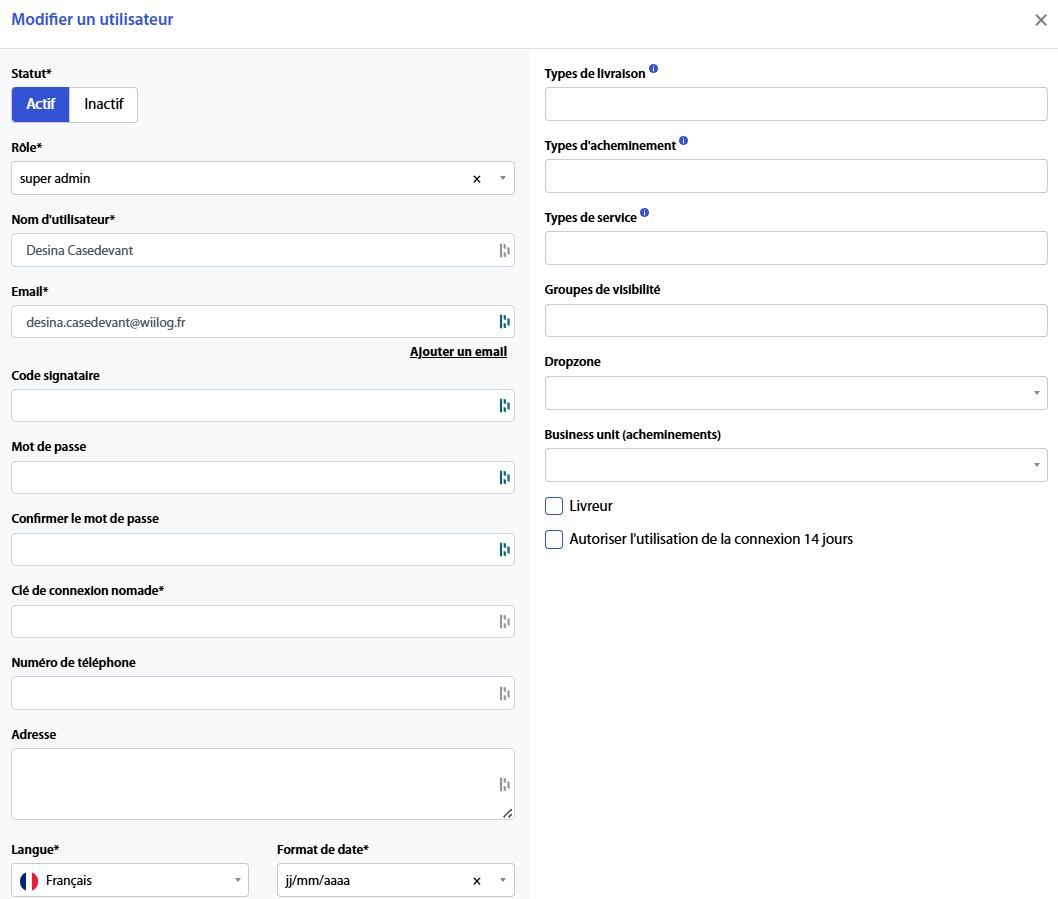 Modifier un utilisateur
Statut*
Actif
Inactif
Rôle*
super admin
Nom d'utilisateur*
Desina Casedevant
Email*
desina.casedevant@wiilog.fr
Ajouter un email
Code signataire
Mot de passe
Confirmer le mot de passe
Clé de connexion nomade*
Numéro de téléphone
Adresse
Langue*
Français
Format de date*
jj/mm/aaaa
Types de livraison
Types d'acheminement
Types de service
Groupes de visibilité
Dropzone
Business unit (acheminements)
Livreur
Autoriser l'utilisation de la connexion 14 jours